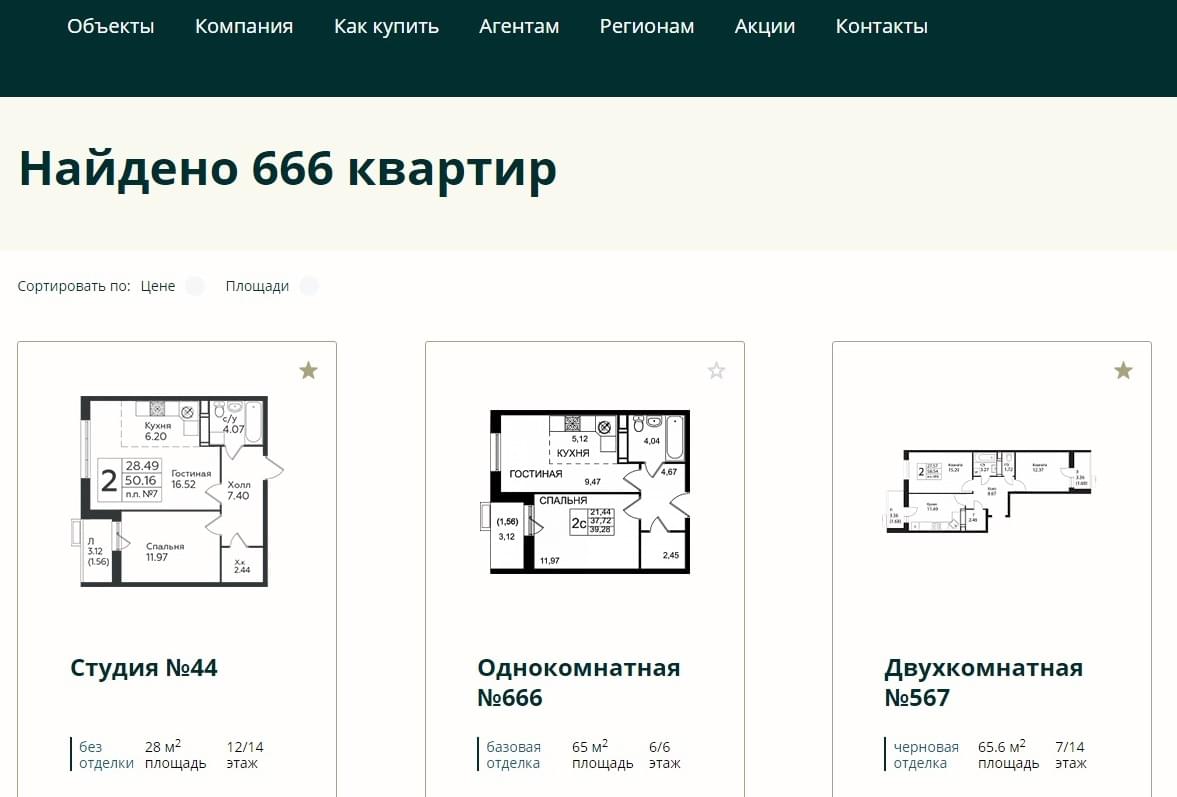 Объекты Компания Как купить Агентам Регионам Акции Контакты
Найдено 666 квартир
Сортировать по: Цене Площади
Кухня
6.20
с/у
4.07
2
28.49
50.16
п.п. №7
Гостиная
16.52
Холл
7.40
Л
3.12
(1.56)
Спальня
11.97
Х.к
2.44
Студия №44
без отделки
28 м² площадь
12/14 этаж
5,12
КУХНЯ
4,04
ГОСТИНАЯ
9,47
4,67
СПАЛЬНЯ
2с
21,44
37,72
39,28
(1,56)
3,12
11,97
2,45
Однокомнатная
№666
базовая отделка
65 м² площадь
6/6 этаж
2
Двухкомнатная
№567
черновая отделка
65.6 м² площадь
7/14 этаж